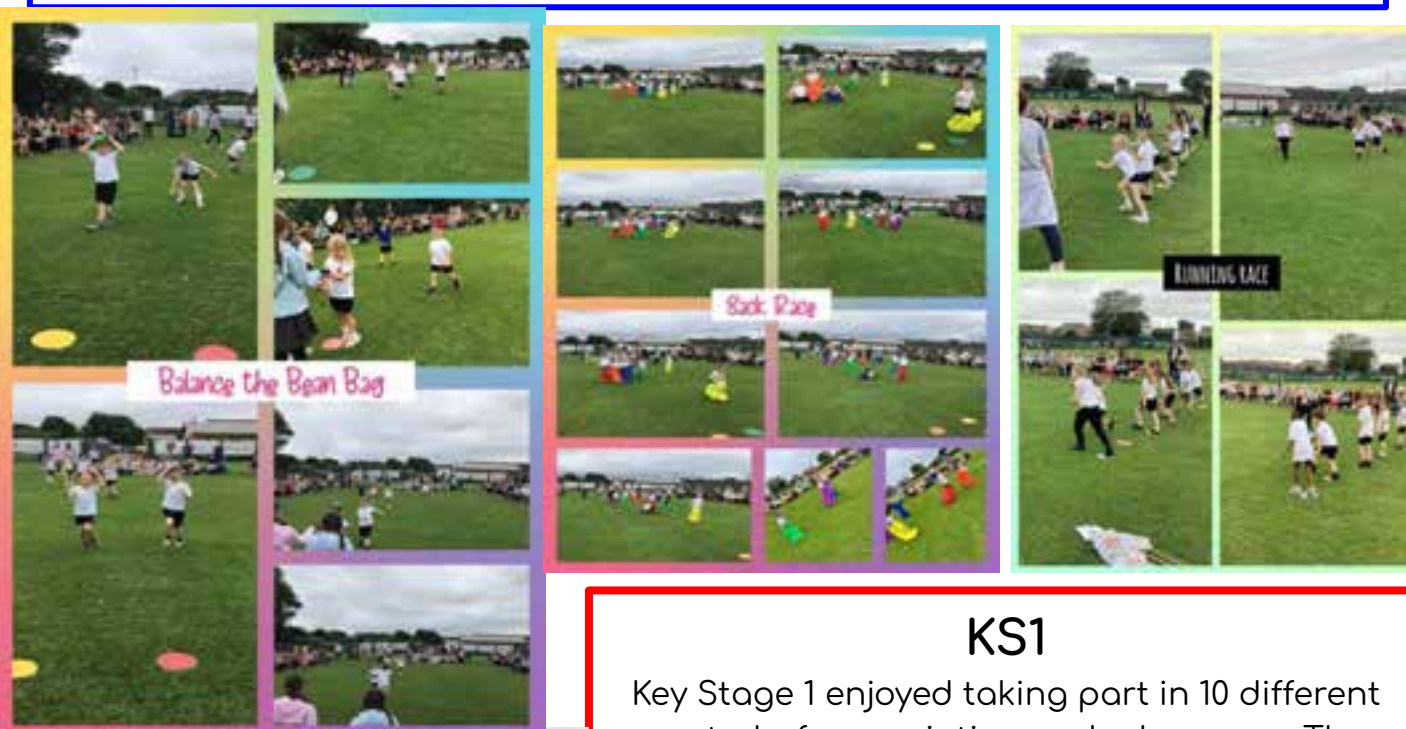 Balance the Bean Bag
Sack Race
RUNNING RACE
KS1
Key Stage 1 enjoyed taking part in 10 different